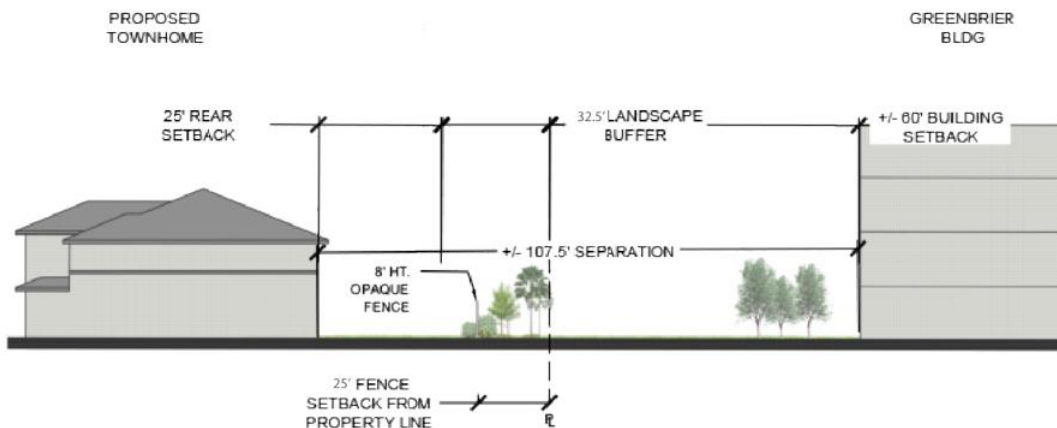 PROPOSED
TOWNHOME
GREENBRIER
BLDG
25' REAR
SETBACK
32.5' LANDSCAPE
BUFFER
+/- 60' BUILDING
SETBACK
+/- 107.5' SEPARATION
8' HT.
OPAQUE
FENCE
25' FENCE
SETBACK FROM
PROPERTY LINE
PL